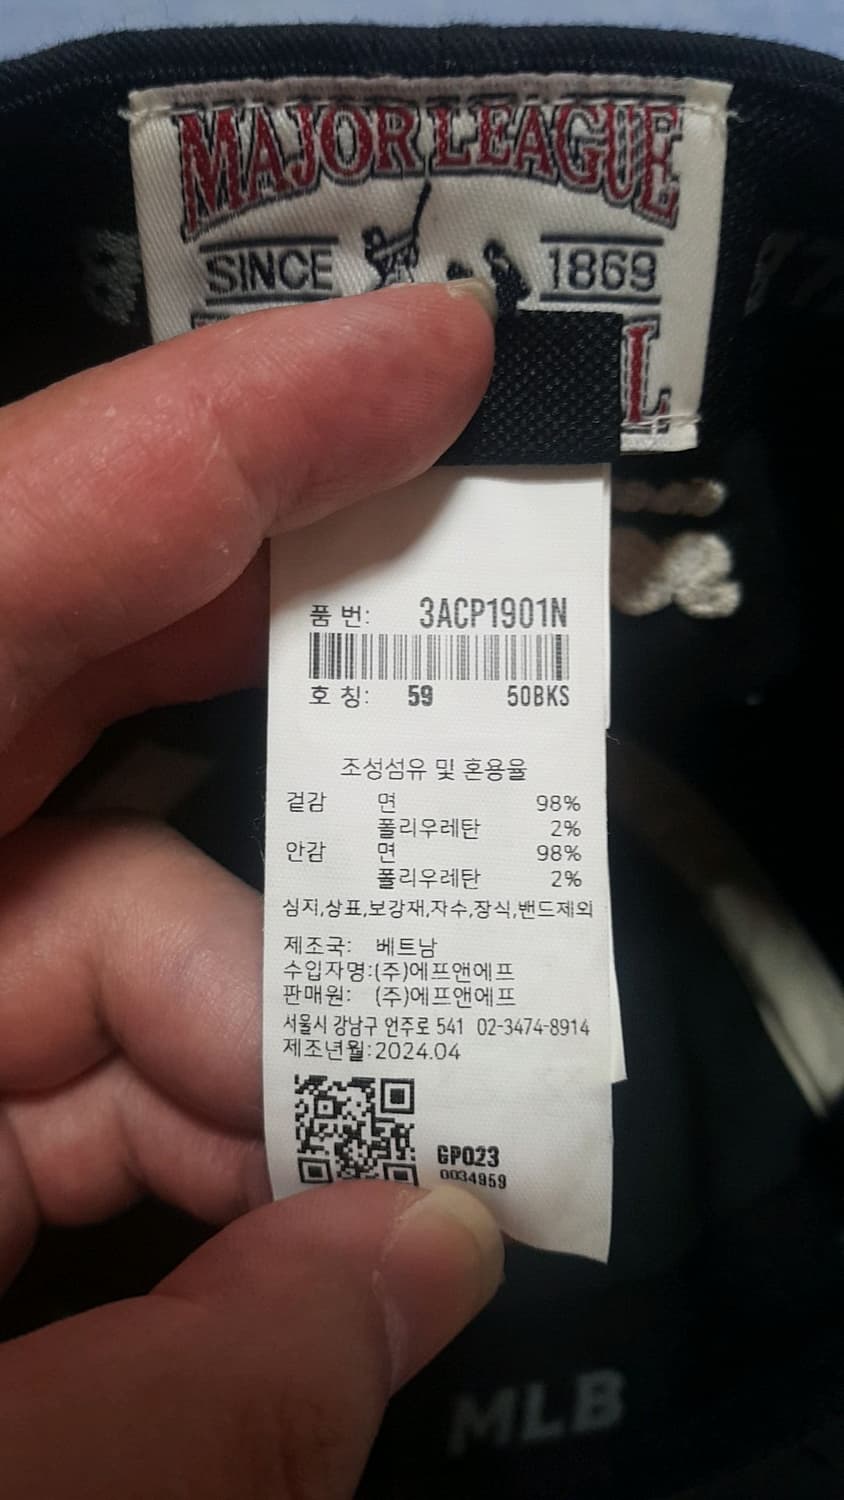 MAJOR LEAGUE
SINCE 1869
L
품 번: 3ACP1901N
호 칭: 59 50BKS
조성섬유 및 혼용율
겉감 면 98%
폴리우레탄 2%
안감 면 98%
폴리우레탄 2%
심지,상표,보강재,자수,장식,밴드제외
제조국: 베트남
수입자명:(주)에프앤에프
판매원: (주)에프앤에프
서울시 강남구 언주로 541 02-3474-8914
제조년월:2024.04
GP023
0034959
MLB